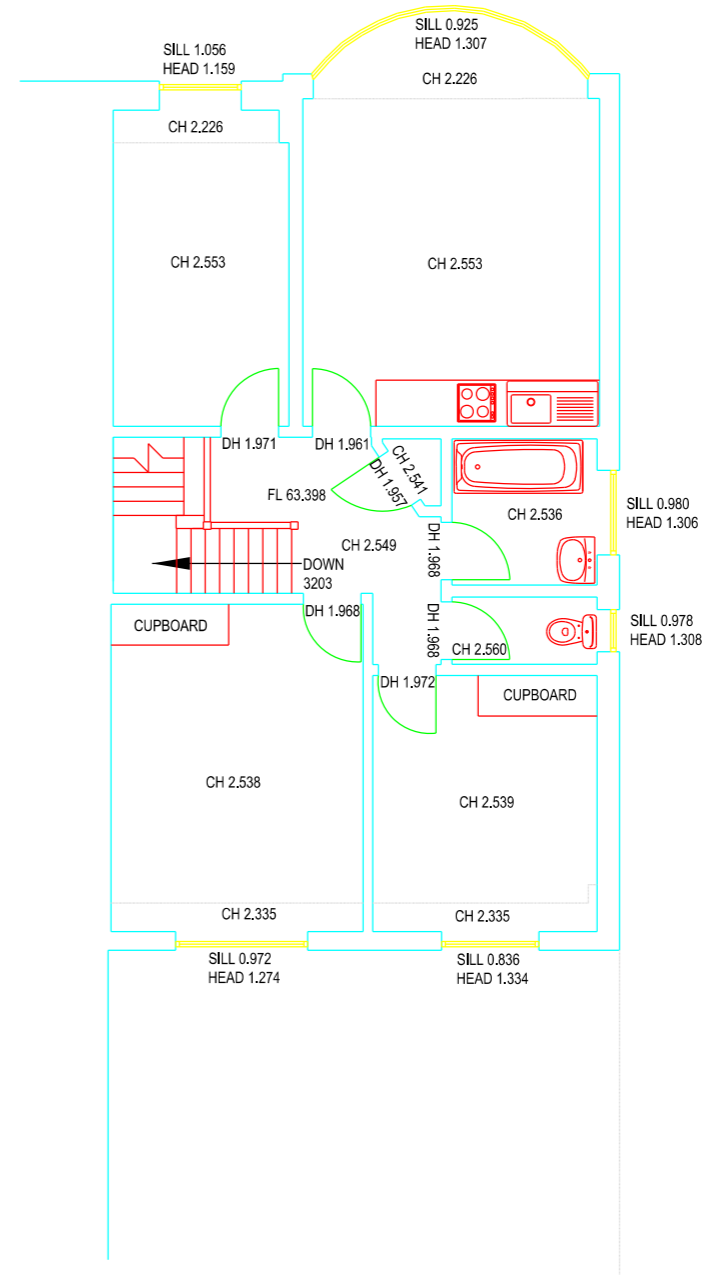 SILL 0.925
HEAD 1.307
SILL 1.056
HEAD 1.159
CH 2.226
CH 2.226
CH 2.553
CH 2.553
DH 1.971
DH 1.961
CH 2.541
DH 1.957
FL 63.398
CH 2.536
SILL 0.980
HEAD 1.306
CH 2.549
DH 1.968
DOWN
3203
DH 1.968
CUPBOARD
DH 1.968
CH 2.560
SILL 0.978
HEAD 1.308
DH 1.972
CUPBOARD
CH 2.538
CH 2.539
CH 2.335
CH 2.335
SILL 0.972
HEAD 1.274
SILL 0.836
HEAD 1.334